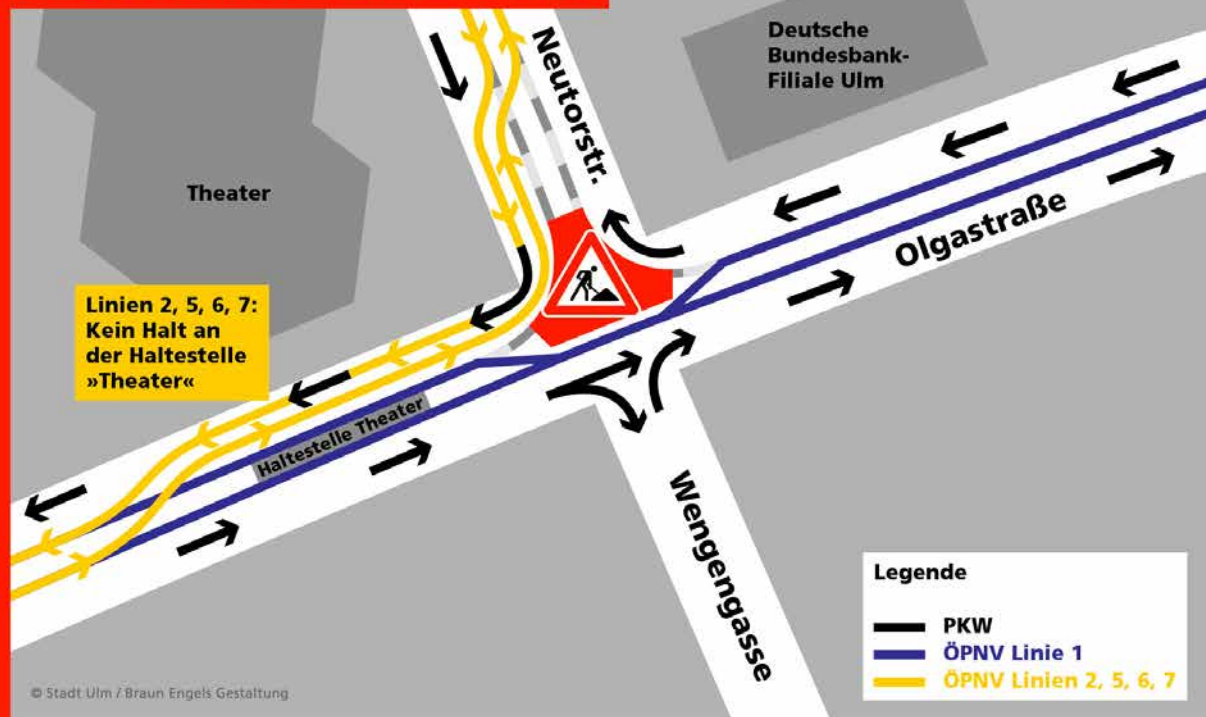 Neutorstr.
Deutsche
Bundesbank-
Filiale Ulm
Theater
Olgastraße
Linien 2, 5, 6, 7:
Kein Halt an
der Haltestelle
»Theater«
Haltestelle Theater
Wengengasse
Legende
PKW
ÖPNV Linie 1
ÖPNV Linien 2, 5, 6, 7
© Stadt Ulm / Braun Engels Gestaltung